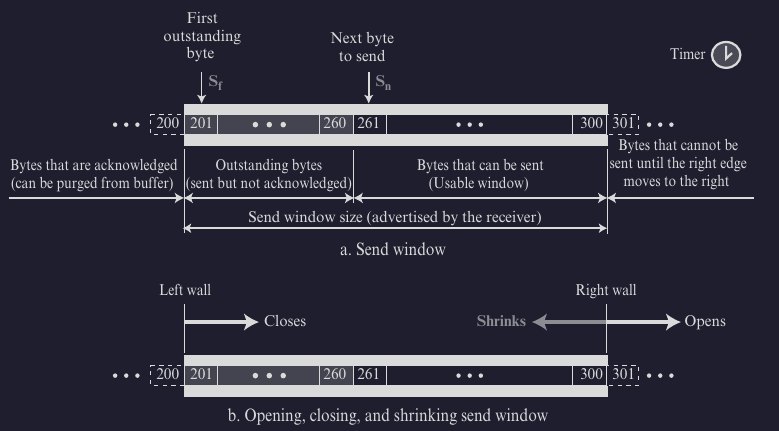 First
outstanding
byte
Next byte
to send
Timer
Sf
Sn
• • • 200 201 • • • 260 261 • • • 300 301 • • •
Bytes that are acknowledged
(can be purged from buffer)
Outstanding bytes
(sent but not acknowledged)
Bytes that can be sent
(Usable window)
Bytes that cannot be
sent until the right edge
moves to the right
Send window size (advertised by the receiver)
a. Send window
Left wall
Right wall
Closes
Shrinks
Opens
• • • 200 201 • • • 260 261 • • • 300 301 • • •
b. Opening, closing, and shrinking send window